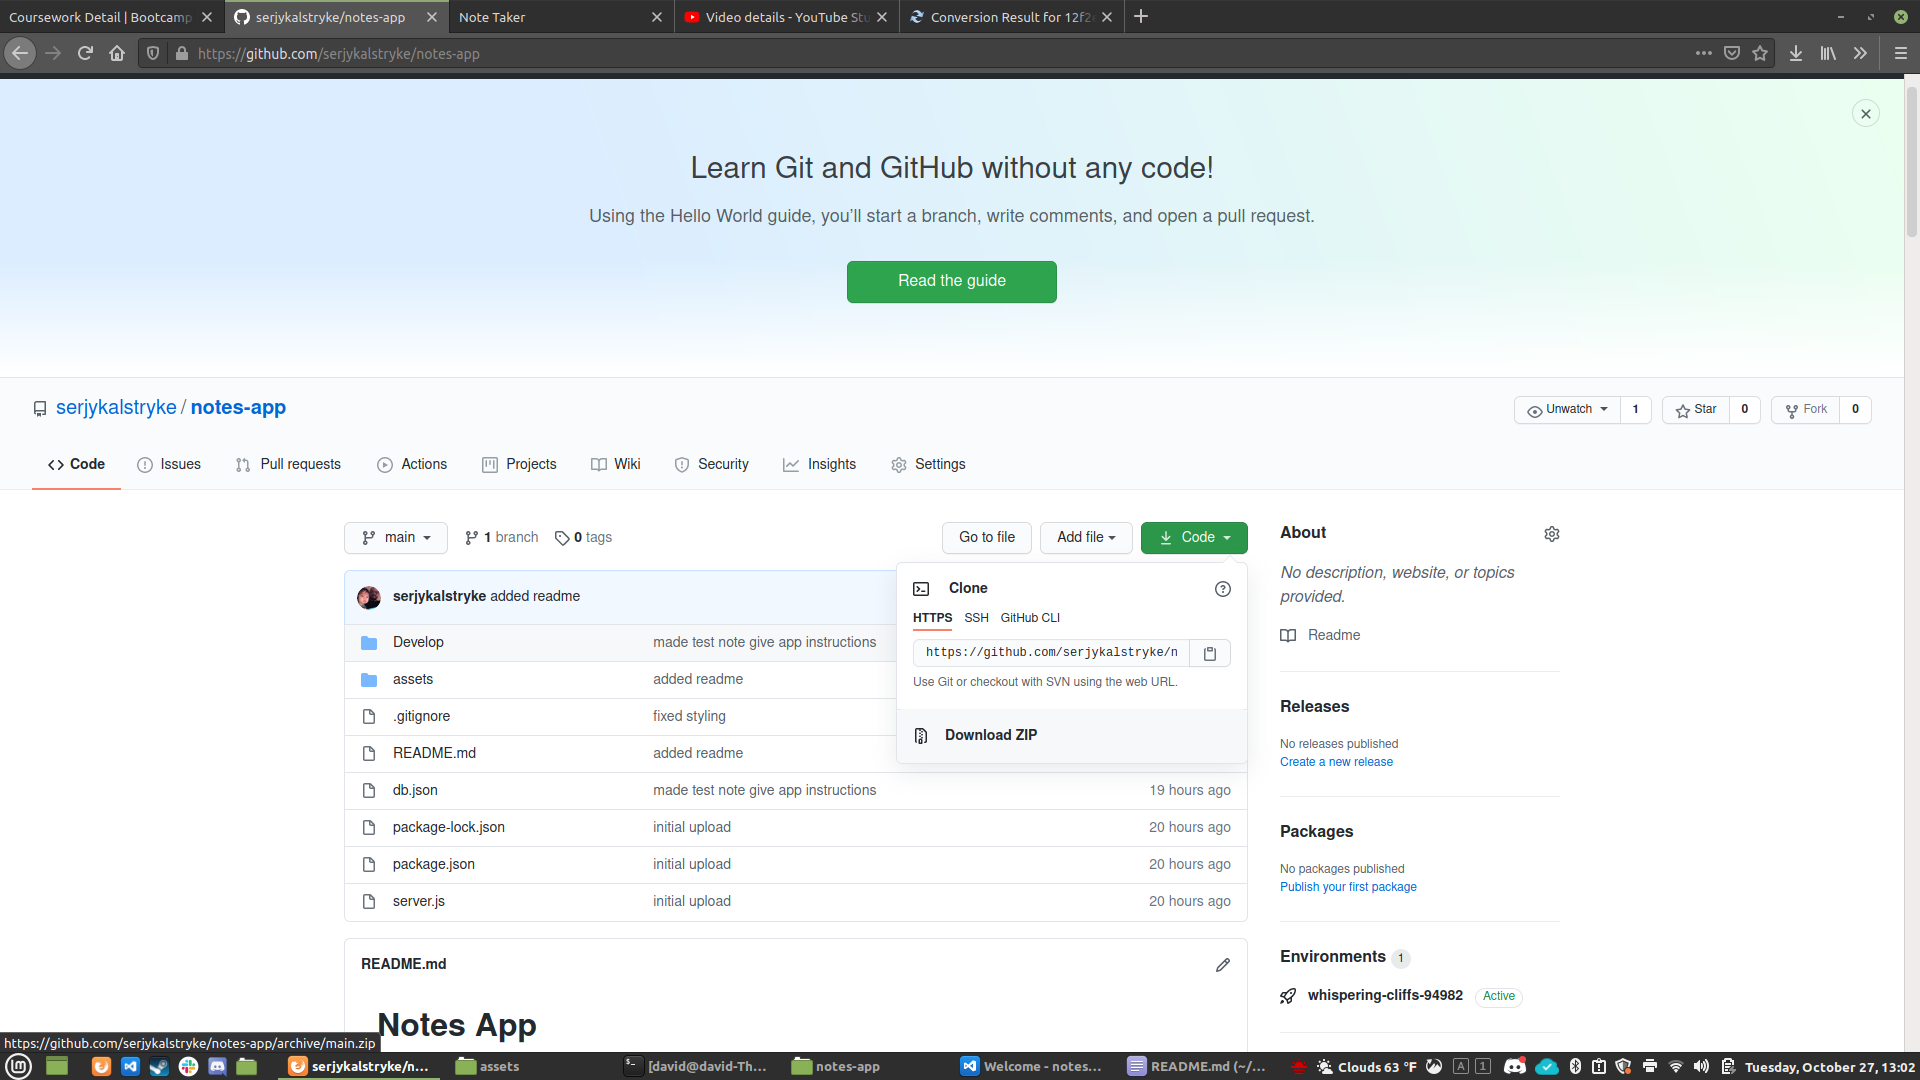 Coursework Detail | Bootcamp
serjykalstryke/notes-app
Note Taker
Video details - YouTube Stu
Conversion Result for 12f2e
https://github.com/serjykalstryke/notes-app
Learn Git and GitHub without any code!
Using the Hello World guide, you’ll start a branch, write comments, and open a pull request.
Read the guide
serjykalstryke / notes-app
Unwatch 1
Star 0
Fork 0
Code
Issues
Pull requests
Actions
Projects
Wiki
Security
Insights
Settings
main
1 branch
0 tags
Go to file
Add file
Code
serjykalstryke added readme
Develop made test note give app instructions
assets added readme
.gitignore fixed styling
README.md added readme
db.json made test note give app instructions 19 hours ago
package-lock.json initial upload 20 hours ago
package.json initial upload 20 hours ago
server.js initial upload 20 hours ago
Clone
HTTPS SSH GitHub CLI
https://github.com/serjykalstryke/n
Use Git or checkout with SVN using the web URL.
Download ZIP
README.md
Notes App
About
No description, website, or topics
provided.
Readme
Releases
No releases published
Create a new release
Packages
No packages published
Publish your first package
Environments 1
whispering-cliffs-94982 Active
https://github.com/serjykalstryke/notes-app/archive/main.zip
serjykalstryke/n...
assets
[david@david-Th...
notes-app
Welcome - notes...
README.md (~/...
Clouds 63 °F
A
1
Tuesday, October 27, 13:02